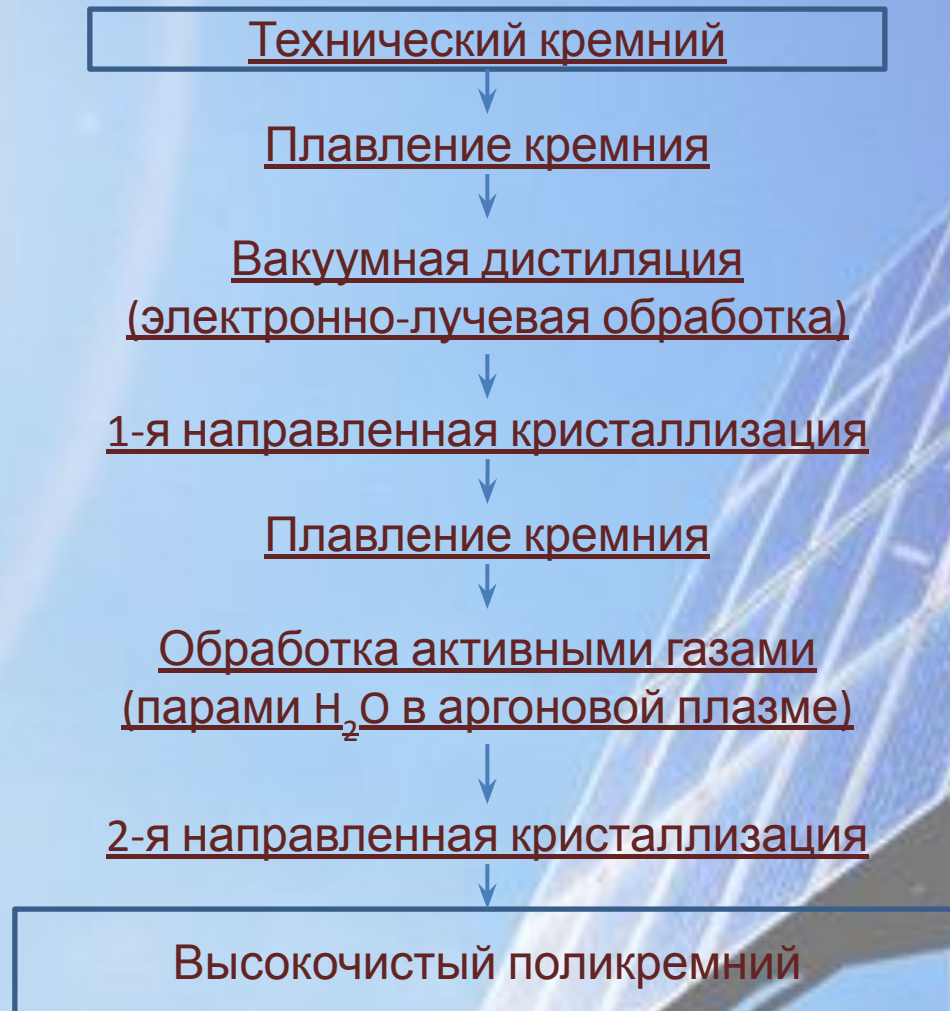 Технический кремний
Плавление кремния
Вакуумная дистиляция
(электронно-лучевая обработка)
1-я направленная кристаллизация
Плавление кремния
Обработка активными газами
(парами H₂O в аргоновой плазме)
2-я направленная кристаллизация
Высокочистый поликремний